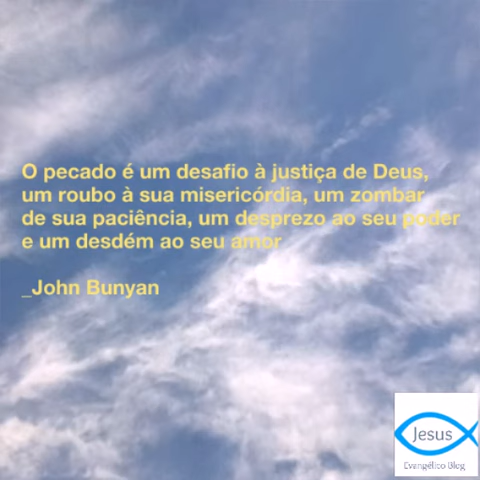 O pecado é um desafio à justiça de Deus,
um roubo à sua misericórdia, um zombar
de sua paciência, um desprezo ao seu poder
e um desdém ao seu amor
_John Bunyan
Jesus
Evangélico Blog